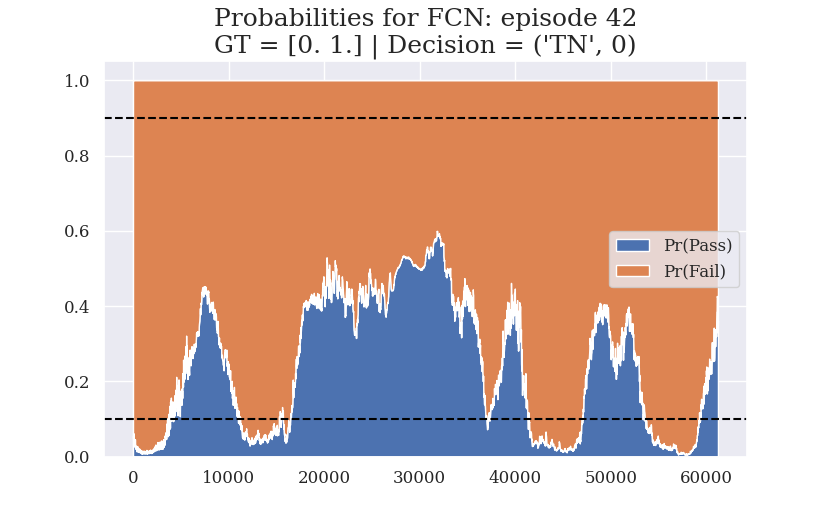 Probabilities for FCN: episode 42
GT = [0. 1.] | Decision = ('TN', 0)
1.0
0.8
0.6
0.4
0.2
0.0
Pr(Pass)
Pr(Fail)
0 10000 20000 30000 40000 50000 60000